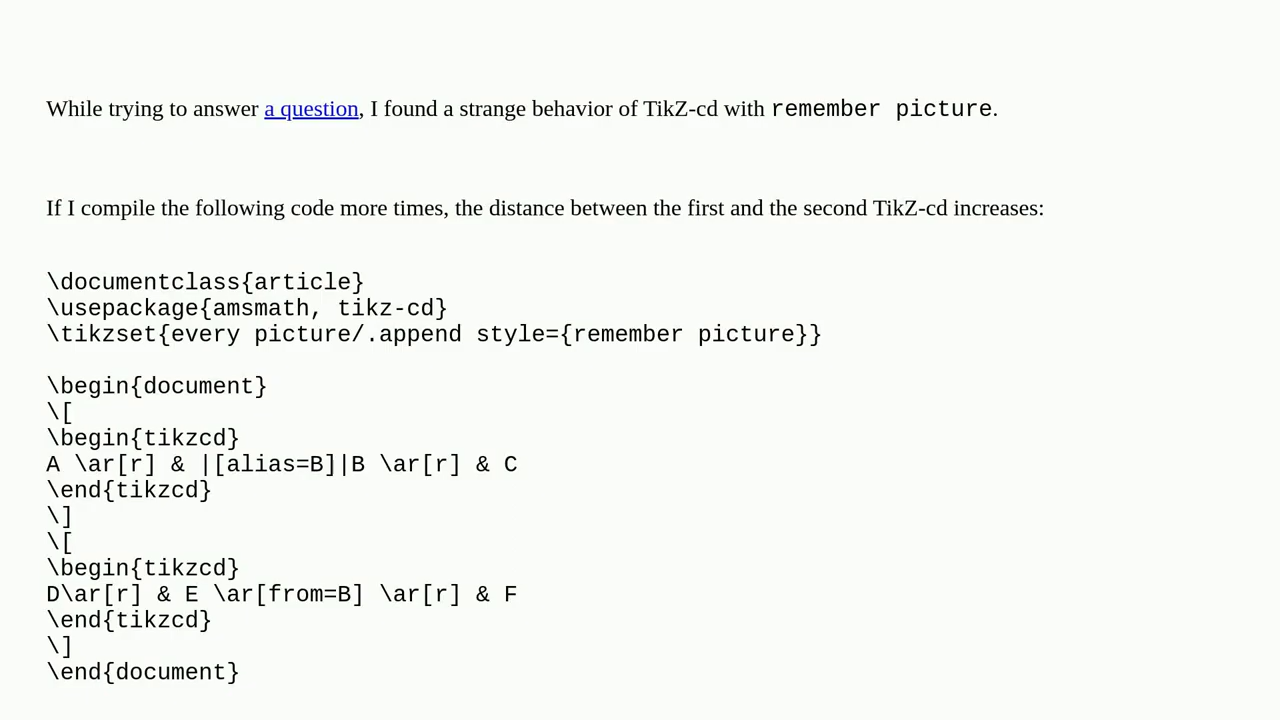 While trying to answer a question, I found a strange behavior of TikZ-cd with remember picture.
If I compile the following code more times, the distance between the first and the second TikZ-cd increases:
\documentclass{article}
\usepackage{amsmath, tikz-cd}
\tikzset{every picture/.append style={remember picture}}
\begin{document}
\[
\begin{tikzcd}
A \ar[r] & |[alias=B]|B \ar[r] & C
\end{tikzcd}
\]
\[
\begin{tikzcd}
D\ar[r] & E \ar[from=B] \ar[r] & F
\end{tikzcd}
\]
\end{document}